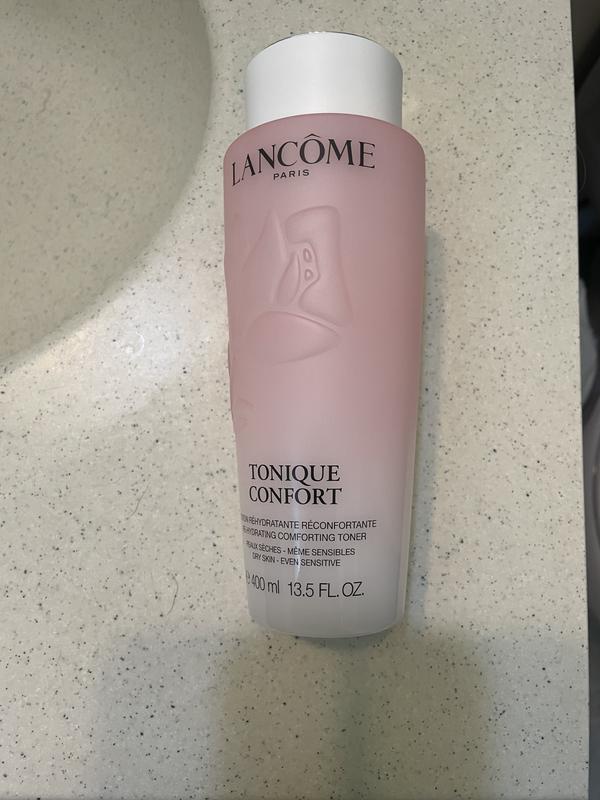 LANCÔME
PARIS
TONIQUE
CONFORT
RÉHYDRATANTE RÉCONFORTANTE
COMFORTING TONER
PEAUX SÈCHES - MÊME SENSIBLES
DRY SKIN - EVEN SENSITIVE
400 ml 13.5 FL. OZ.